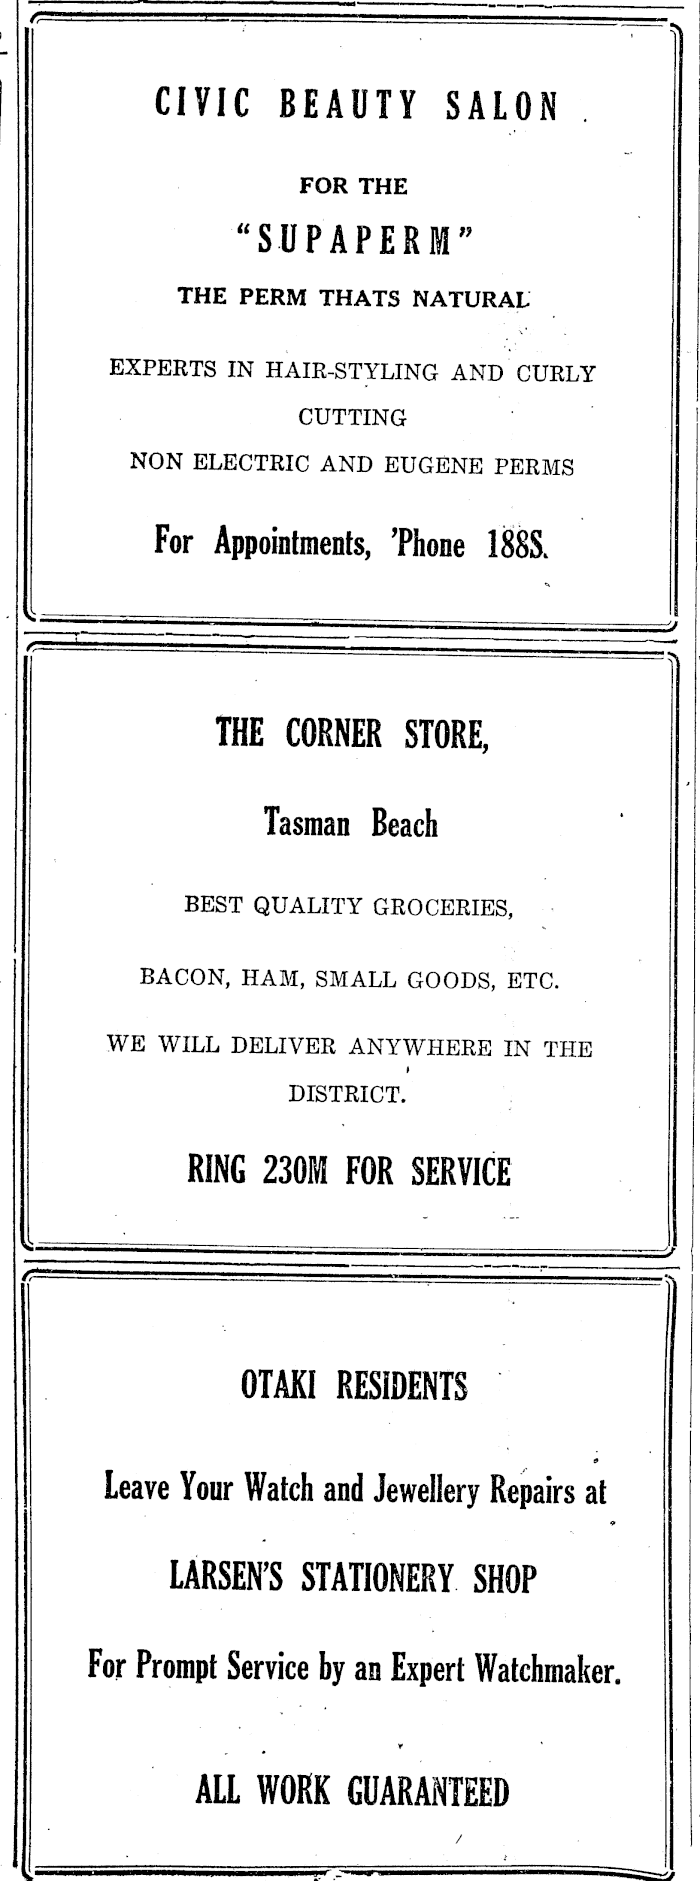 CIVIC BEAUTY SALON
FOR THE
"SUPAPERM"
THE PERM THATS NATURAL
EXPERTS IN HAIR-STYLING AND CURLY
CUTTING
NON ELECTRIC AND EUGENE PERMS
For Appointments, 'Phone 188S.
THE CORNER STORE,
Tasman Beach
BEST QUALITY GROCERIES,
BACON, HAM, SMALL GOODS, ETC.
WE WILL DELIVER ANYWHERE IN THE
DISTRICT.
RING 230M FOR SERVICE
OTAKI RESIDENTS
Leave Your Watch and Jewellery Repairs at
LARSEN'S STATIONERY SHOP
For Prompt Service by an Expert Watchmaker.
ALL WORK GUARANTEED